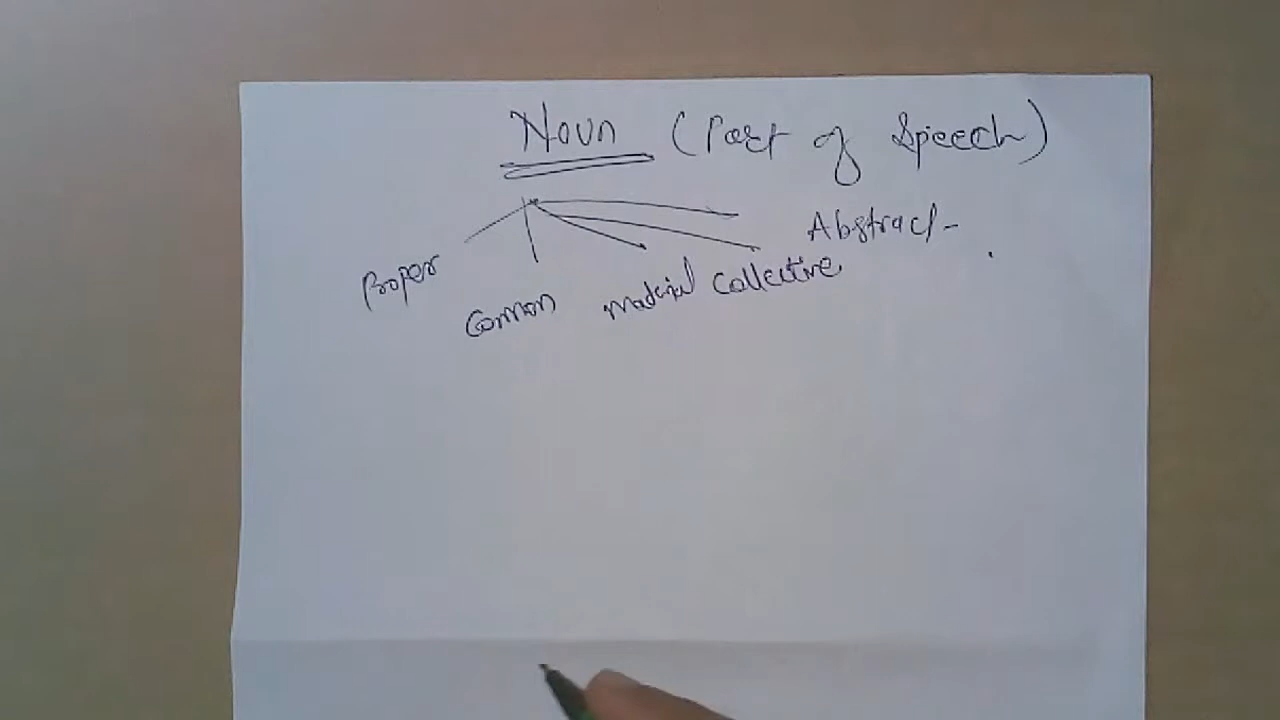 Noun (Part of Speech)
Abstract -
Proper
Common
Material
Collective